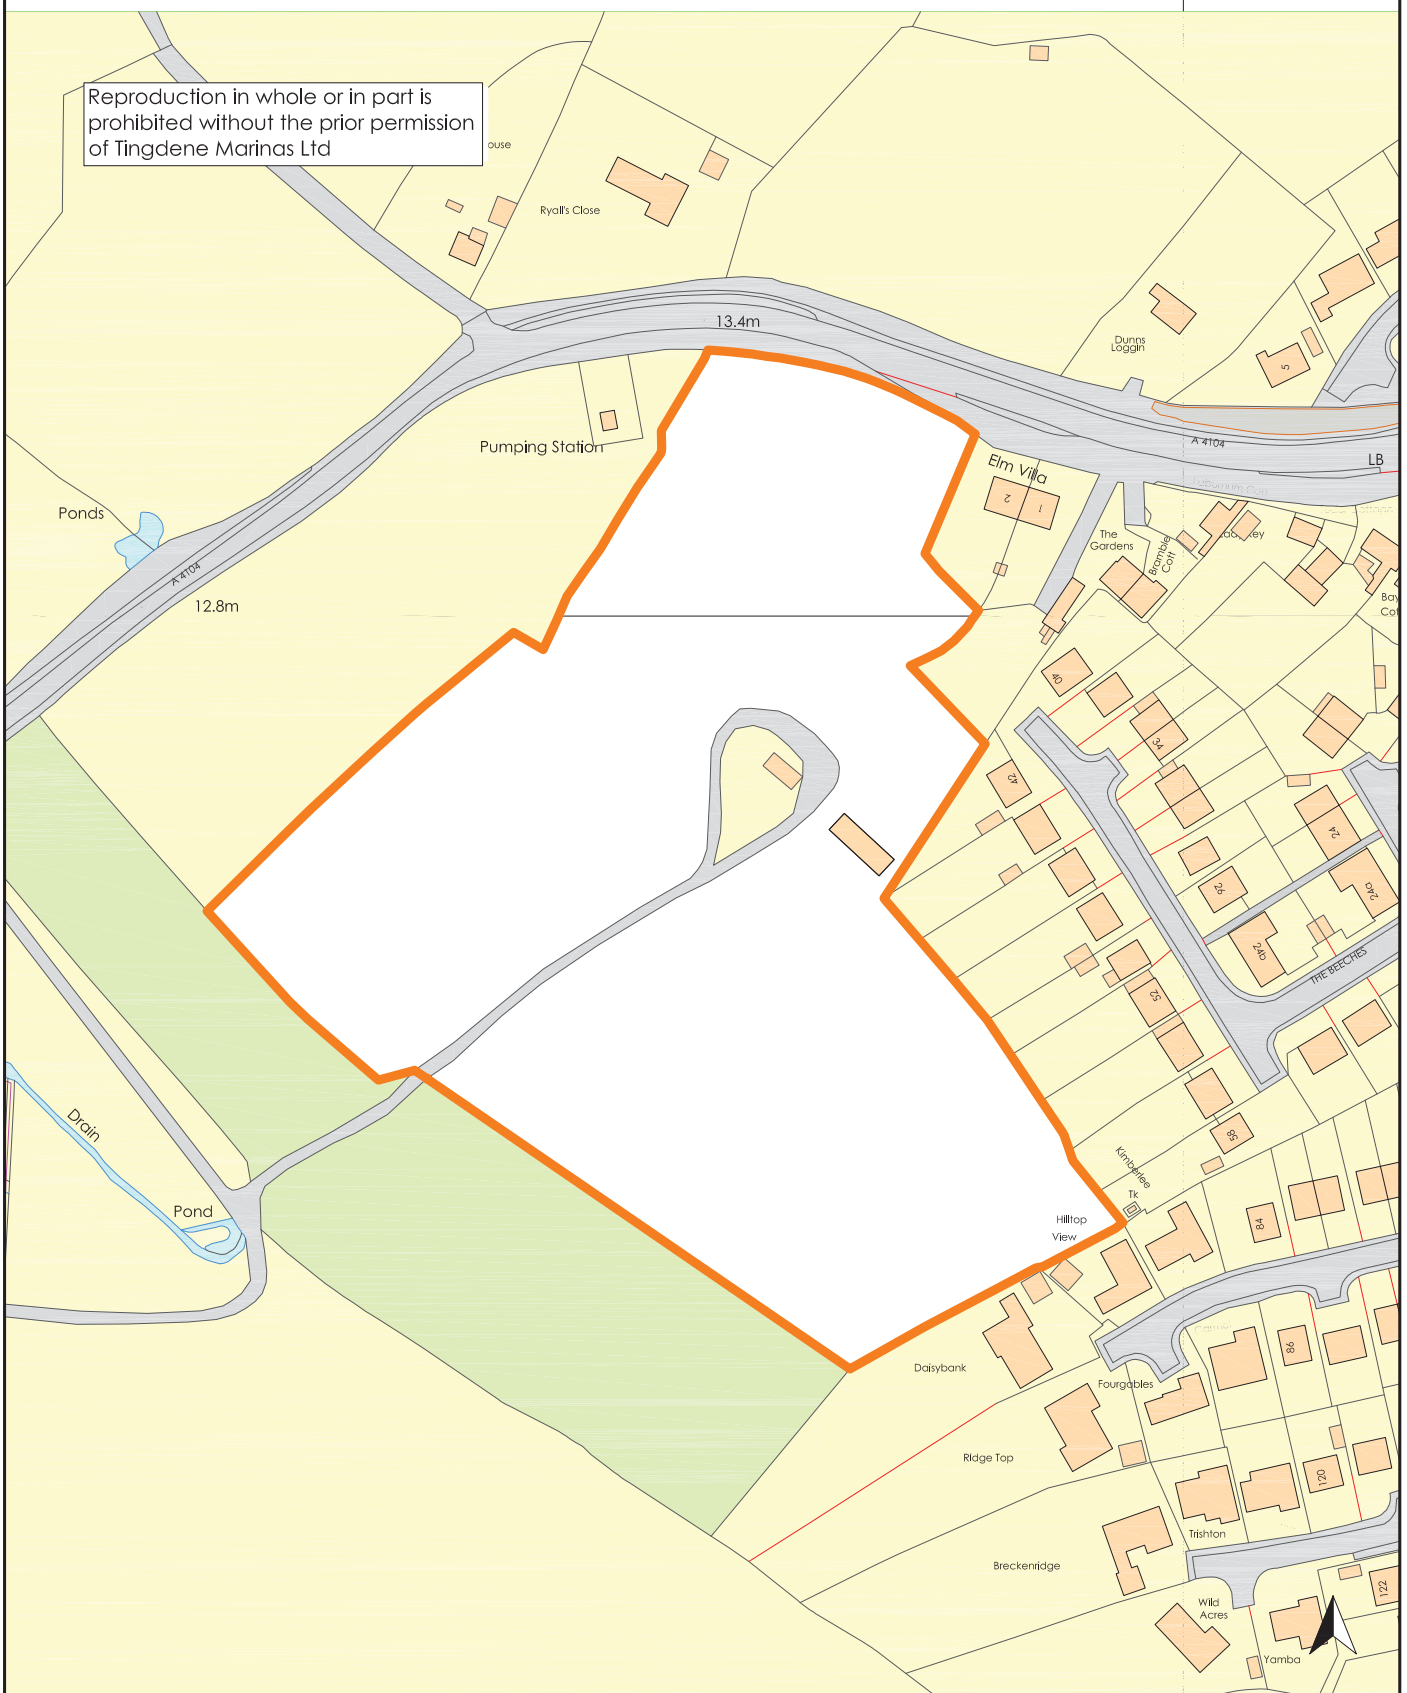 Reproduction in whole or in part is
prohibited without the prior permission
of Tingdene Marinas Ltd
Ryall's Close
13.4m
Dunns
Loggin
5
Pumping Station
A 4104
LB
Elm Villa
2
1
Ponds
The
Gardens
Bramble
Cott
A 4104
12.8m
40
34
42
24
26
24a
24b
52
THE BEECHES
Drain
58
Kimberlee
Tk
Pond
Hilltop
View
84
86
Daisybank
Fourgables
Ridge Top
120
Trishton
Breckenridge
122
Wild
Acres
Yamba